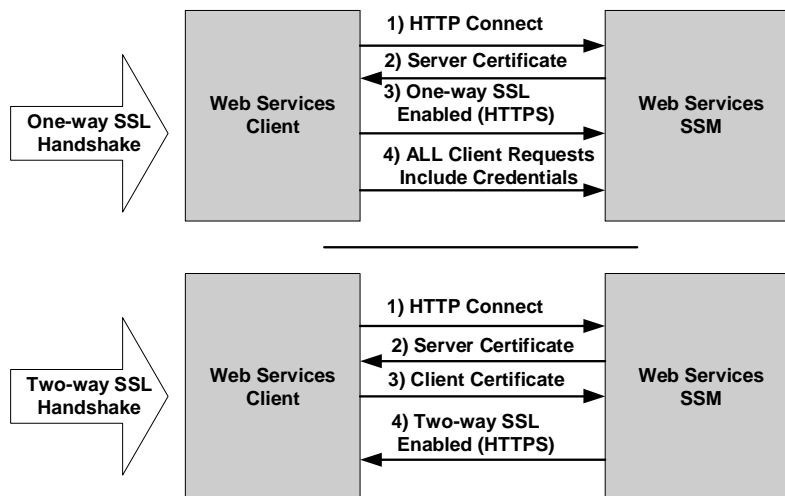 One-way SSL
Handshake
Web Services
Client
1) HTTP Connect
2) Server Certificate
3) One-way SSL
Enabled (HTTPS)
4) ALL Client Requests
Include Credentials
Web Services
SSM
Two-way SSL
Handshake
Web Services
Client
1) HTTP Connect
2) Server Certificate
3) Client Certificate
4) Two-way SSL
Enabled (HTTPS)
Web Services
SSM